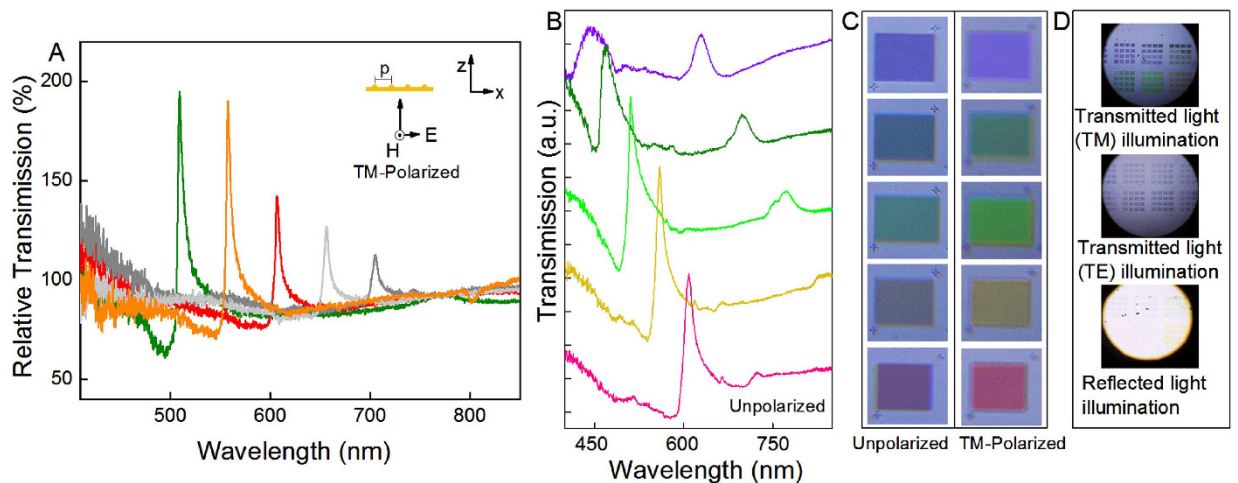 A
Relative Transmission (%)
200
150
100
50
500
600
700
800
Wavelength (nm)
p
z
x
E
H
TM-Polarized
B
Transmission (a.u.)
Unpolarized
450
600
750
Wavelength (nm)
C
Unpolarized
TM-Polarized
D
Transmitted light
(TM) illumination
Transmitted light
(TE) illumination
Reflected light
illumination